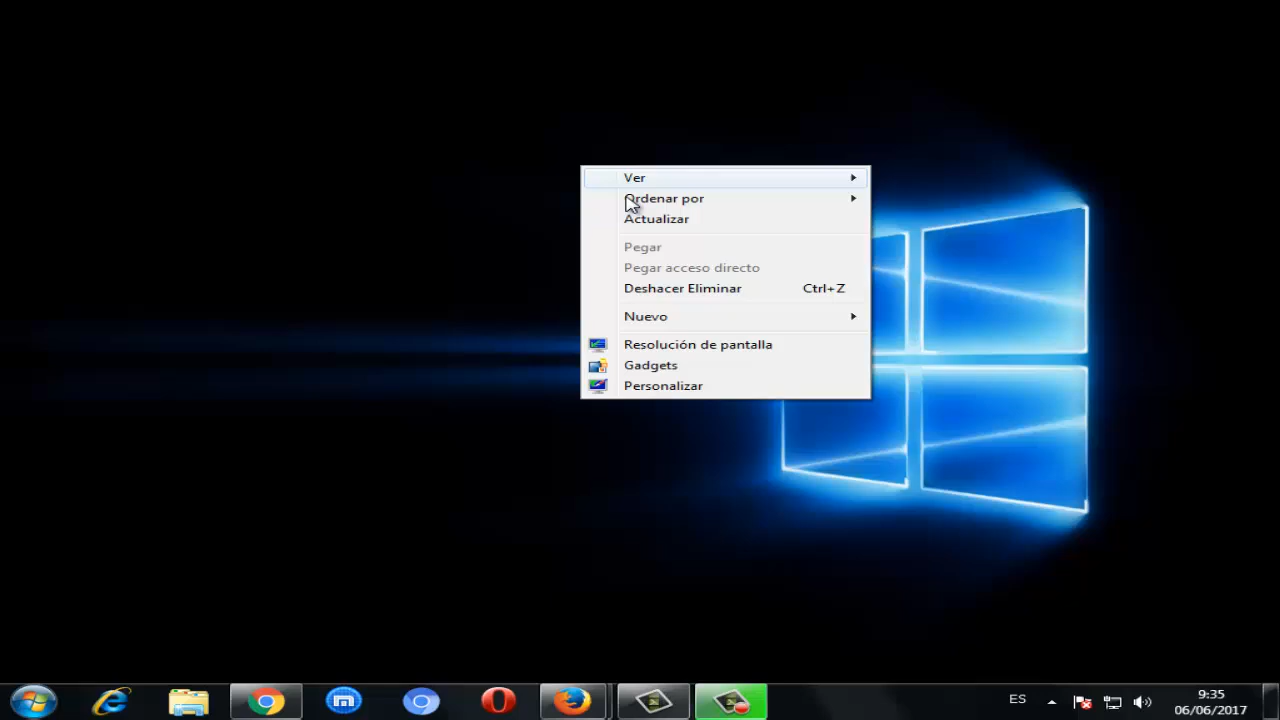 Ver
Ordenar por
Actualizar
Pegar
Pegar acceso directo
Deshacer Eliminar Ctrl+Z
Nuevo
Resolución de pantalla
Gadgets
Personalizar
ES
9:35
06/06/2017